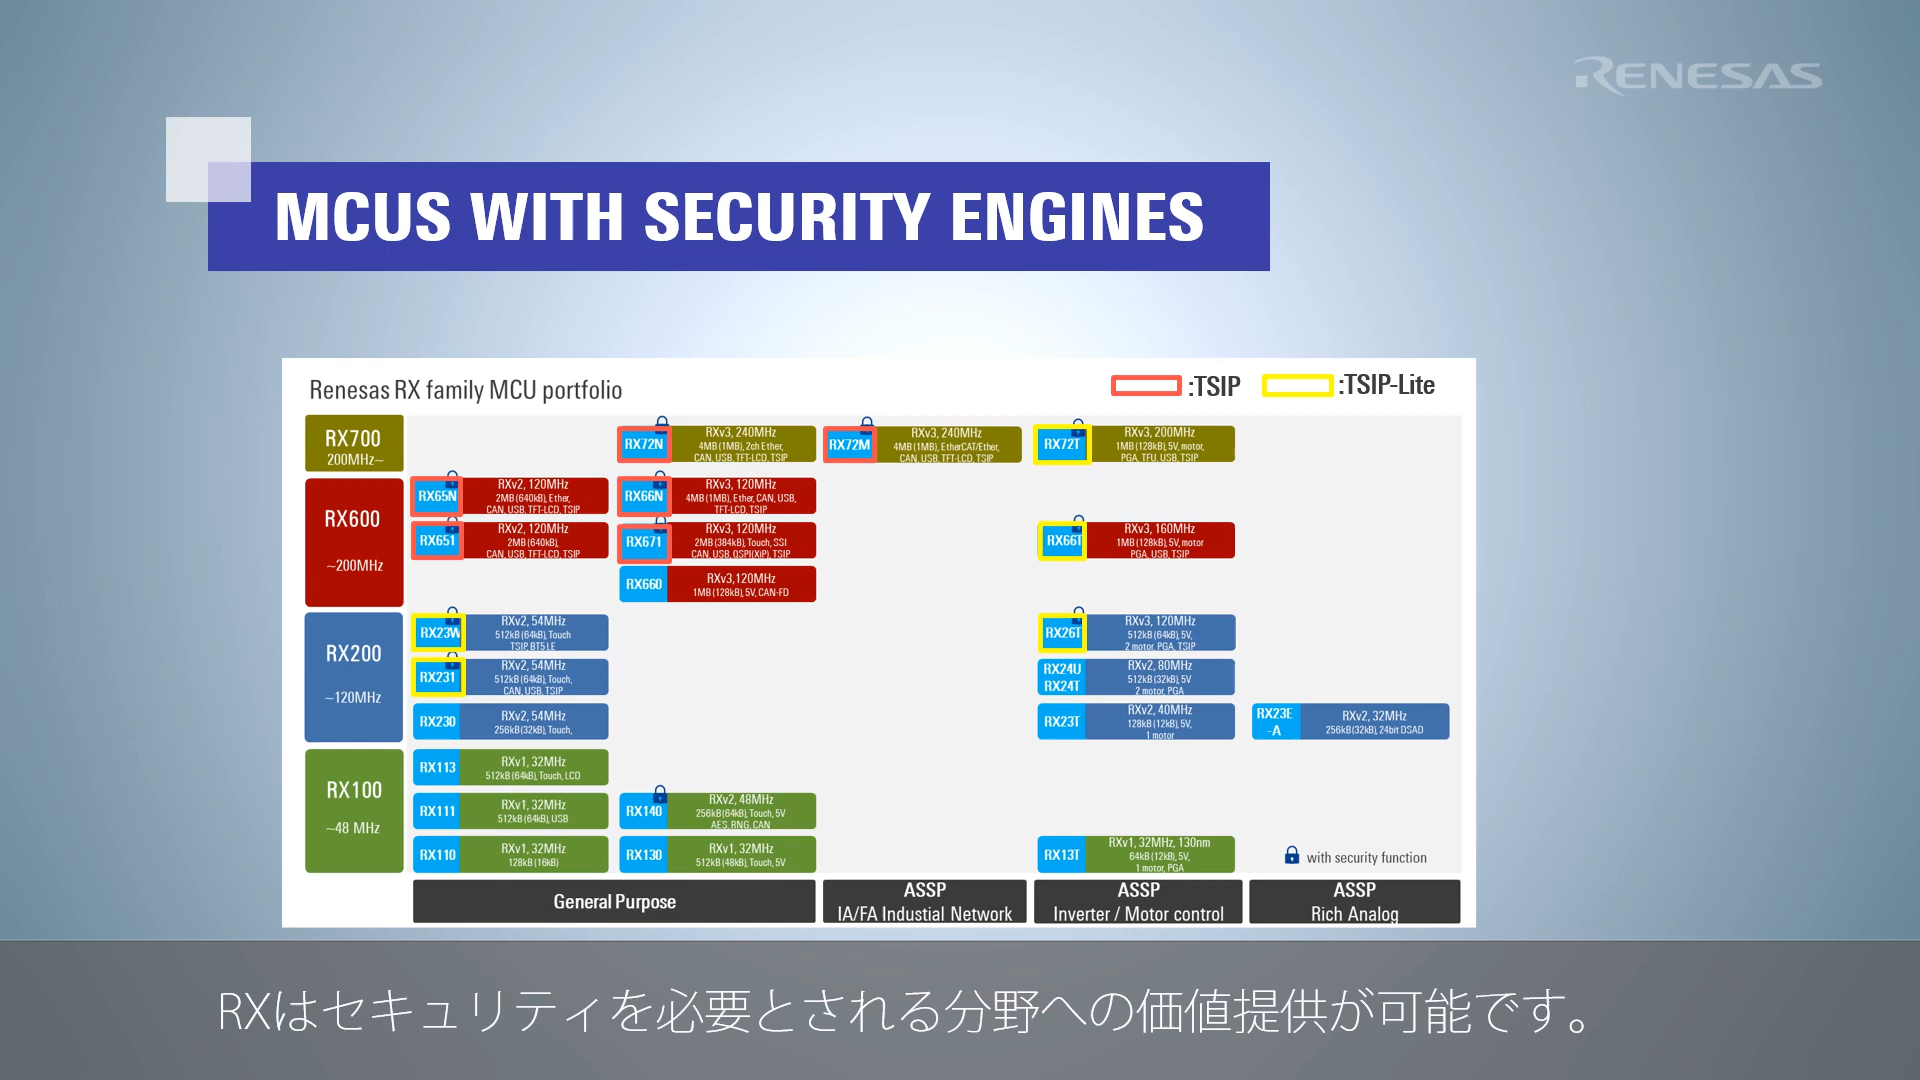 RENESAS
MCUS WITH SECURITY ENGINES
Renesas RX family MCU portfolio
:TSIP
:TSIP-Lite
RX700
200MHz~
RX72N
RXv3, 240MHz
4MB (1MB), 2ch Ether,
CAN, USB, TFT-LCD, TSIP
RX72M
RXv3, 240MHz
4MB (1MB), EtherCAT/Ether,
CAN, USB, TFT-LCD, TSIP
RX72T
RXv3, 200MHz
1MB (128kB), 5V, motor,
PGA, TFU, USB, TSIP
RX600
~200MHz
RX65N
RXv2, 120MHz
2MB (640kB), Ether,
CAN, USB, TFT-LCD, TSIP
RX66N
RXv3, 120MHz
4MB (1MB), Ether, CAN, USB,
TFT-LCD, TSIP
RX651
RXv2, 120MHz
2MB (640kB),
CAN, USB, TFT-LCD, TSIP
RX671
RXv3, 120MHz
2MB (384kB), Touch, SSI
CAN, USB, QSPI(XiP), TSIP
RX66T
RXv3, 160MHz
1MB (128kB), 5V, motor
PGA, USB, TSIP
RX660
RXv3,120MHz
1MB (128kB), 5V, CAN-FD
RX200
~120MHz
RX23W
RXv2, 54MHz
512kB (64kB), Touch
TSIP, BT5 LE
RX26T
RXv3, 120MHz
512kB (64kB), 5V,
2 motor, PGA, TSIP
RX231
RXv2, 54MHz
512kB (64kB), Touch,
CAN, USB, TSIP
RX24U
RX24T
RXv2, 80MHz
512kB (32kB), 5V
2 motor, PGA
RX230
RXv2, 54MHz
256kB(32kB), Touch,
RX23T
RXv2, 40MHz
128kB (12kB), 5V,
1 motor
RX23E
-A
RXv2, 32MHz
256kB (32kB), 24bit DSAD
RX100
~48 MHz
RX113
RXv1, 32MHz
512kB (64kB), Touch, LCD
RX111
RXv1, 32MHz
512kB (64kB), USB
RX140
RXv2, 48MHz
256kB(64kB), Touch, 5V
AES, RNG, CAN
RX110
RXv1, 32MHz
128kB (16kB)
RX130
RXv1, 32MHz
512kB (48kB), Touch, 5V
RX13T
RXv1, 32MHz, 130nm
64kB (12kB), 5V,
1 motor, PGA
with security function
General Purpose
ASSP
IA/FA Industial Network
ASSP
Inverter / Motor control
ASSP
Rich Analog
RXはセキュリティを必要とされる分野への価値提供が可能です。